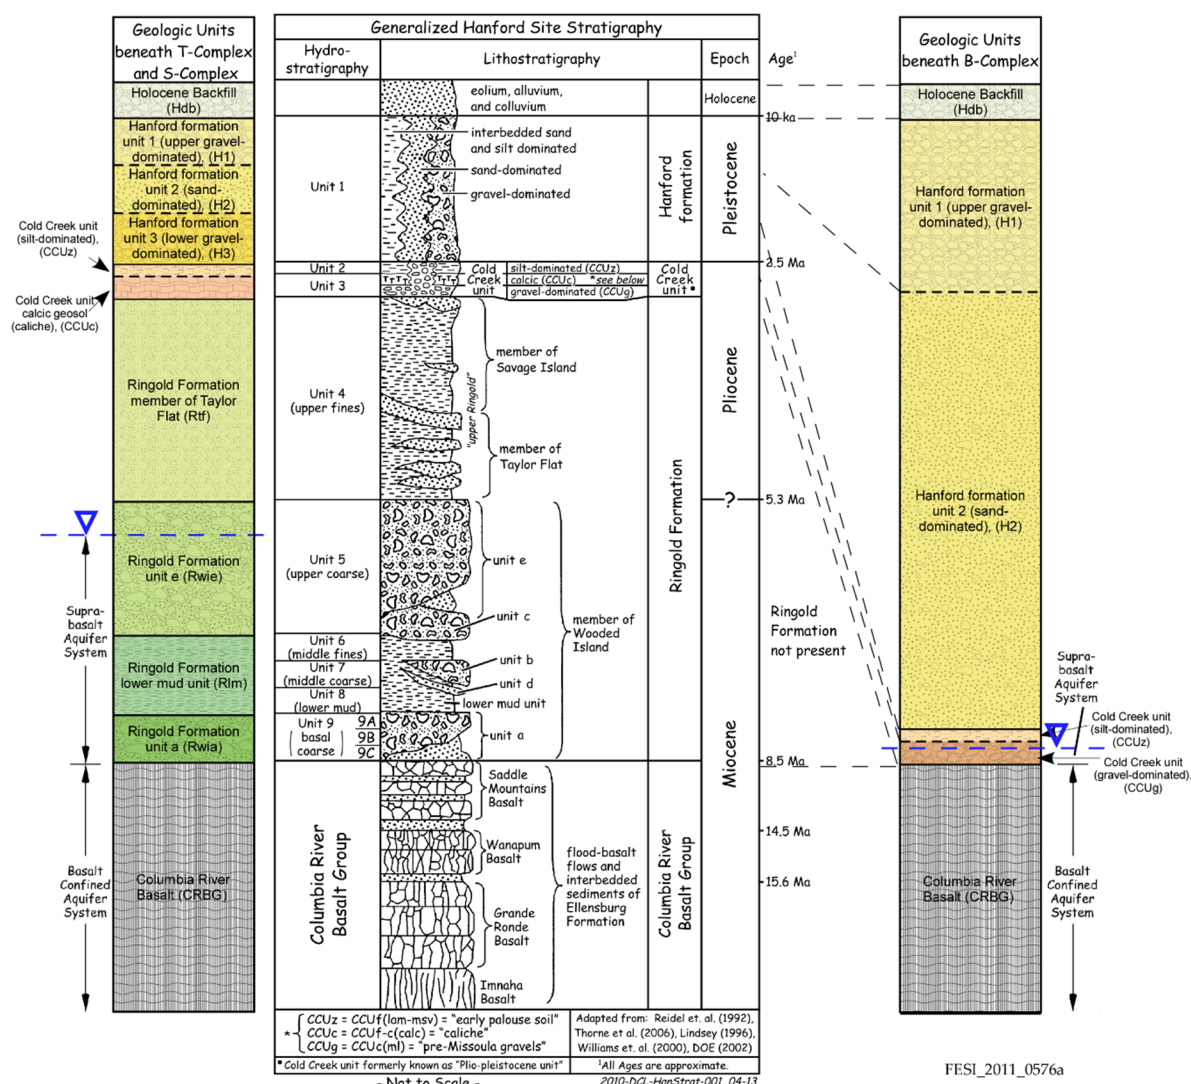 Geologic Units
beneath T-Complex
and S-Complex
Holocene Backfill
(Hdb)
Hanford formation
unit 1 (upper gravel-
dominated), (H1)
Hanford formation
unit 2 (sand-
dominated), (H2)
Hanford formation
unit 3 (lower gravel-
dominated), (H3)
Cold Creek unit
(silt-dominated),
(CCUz)
Cold Creek unit
calcic geosol
(caliche), (CCUc)
Ringold Formation
member of Taylor
Flat (Rtf)
Ringold Formation
unit e (Rwie)
Ringold Formation
lower mud unit (Rlm)
Ringold Formation
unit a (Rwia)
Columbia River
Basalt (CRBG)
Supra-
basalt
Aquifer
System
Basalt
Confined
Aquifer
System
Generalized Hanford Site Stratigraphy
Hydro-
stratigraphy
Lithostratigraphy
Epoch
Age¹
eolium, alluvium,
and colluvium
Holocene
10 ka
Unit 1
interbedded sand
and silt dominated
sand-dominated
gravel-dominated
Hanford
formation
Pleistocene
2.5 Ma
Unit 2
Unit 3
Cold
Creek
unit
silt-dominated (CCUz)
calcic (CCUc) *see below
gravel-dominated (CCUg)
Cold
Creek
unit •
Unit 4
(upper fines)
member of
Savage Island
"upper Ringold"
member of
Taylor Flat
Pliocene
5.3 Ma
?
Ringold Formation
Unit 5
(upper coarse)
unit e
unit c
member of
Wooded
Island
Unit 6
(middle fines)
Unit 7
(middle coarse)
Unit 8
(lower mud)
unit b
unit d
lower mud unit
Unit 9
basal
coarse
9A
9B
9C
unit a
Miocene
8.5 Ma
Columbia River
Basalt Group
Saddle
Mountains
Basalt
Wanapum
Basalt
Grande
Ronde
Basalt
Imnaha
Basalt
flood-basalt
flows and
interbedded
sediments of
Ellensburg
Formation
Columbia River
Basalt Group
14.5 Ma
15.6 Ma
* CCUz = CCUf(lam-msv) = "early palouse soil"
CCUc = CCUf-c(calc) = "caliche"
CCUg = CCUc(ml) = "pre-Missoula gravels"
Adapted from: Reidel et. al. (1992),
Thorne et al. (2006), Lindsey (1996),
Williams et. al. (2000), DOE (2002)
• Cold Creek unit formerly known as "Plio-pleistocene unit"
¹All Ages are approximate.
- Not to Scale -
2010-DCL-HanStrat-001_04-13
Ringold
Formation
not present
Geologic Units
beneath B-Complex
Holocene Backfill
(Hdb)
Hanford formation
unit 1 (upper gravel-
dominated), (H1)
Hanford formation
unit 2 (sand-
dominated), (H2)
Columbia River
Basalt (CRBG)
Supra-
basalt
Aquifer
System
Cold Creek unit
(silt-dominated),
(CCUz)
Cold Creek unit
(gravel-dominated),
(CCUg)
Basalt
Confined
Aquifer
System
FESI_2011_0576a